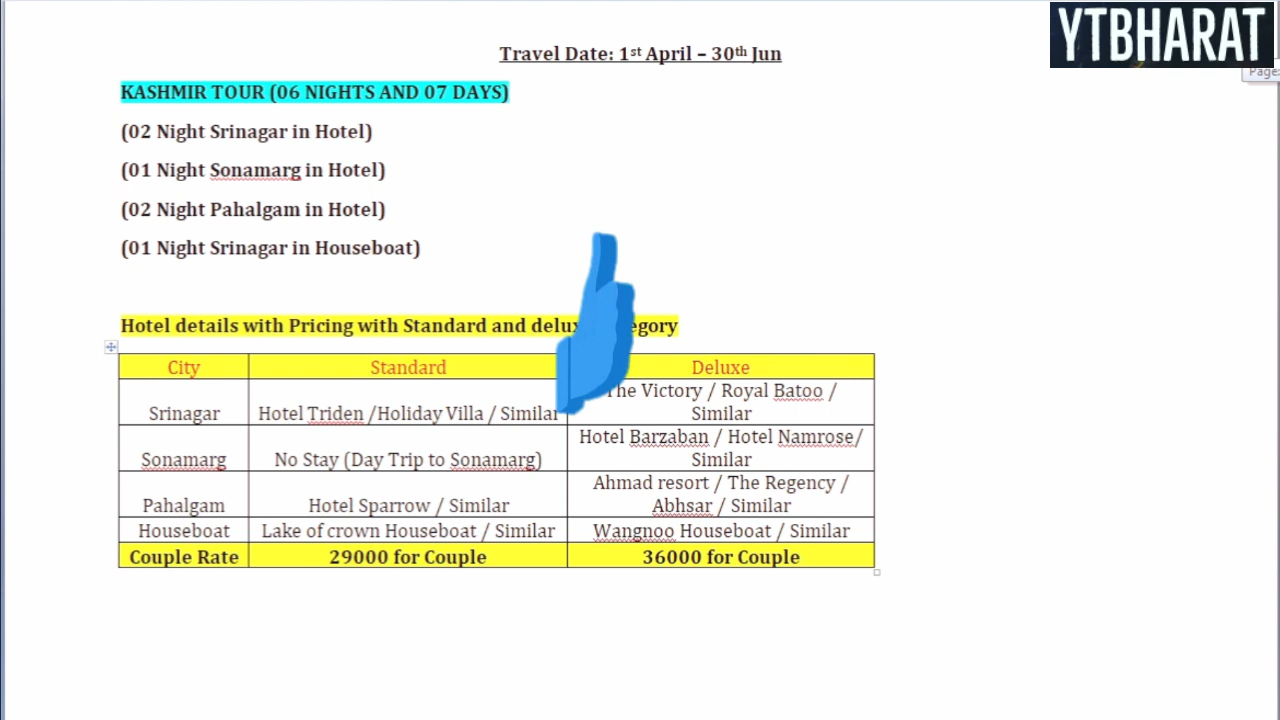 YTBHARAT
Travel Date: 1st April – 30th Jun
Page:
KASHMIR TOUR (06 NIGHTS AND 07 DAYS)
(02 Night Srinagar in Hotel)
(01 Night Sonamarg in Hotel)
(02 Night Pahalgam in Hotel)
(01 Night Srinagar in Houseboat)
Hotel details with Pricing with Standard and
City Standard Deluxe
Srinagar Hotel Triden /Holiday Villa / Similar The Victory / Royal Batoo /
Similar
Sonamarg No Stay (Day Trip to Sonamarg) Hotel Barzaban / Hotel Namrose/
Similar
Pahalgam Hotel Sparrow / Similar Ahmad resort / The Regency /
Abhsar / Similar
Houseboat Lake of crown Houseboat / Similar Wangnoo Houseboat / Similar
Couple Rate 29000 for Couple 36000 for Couple